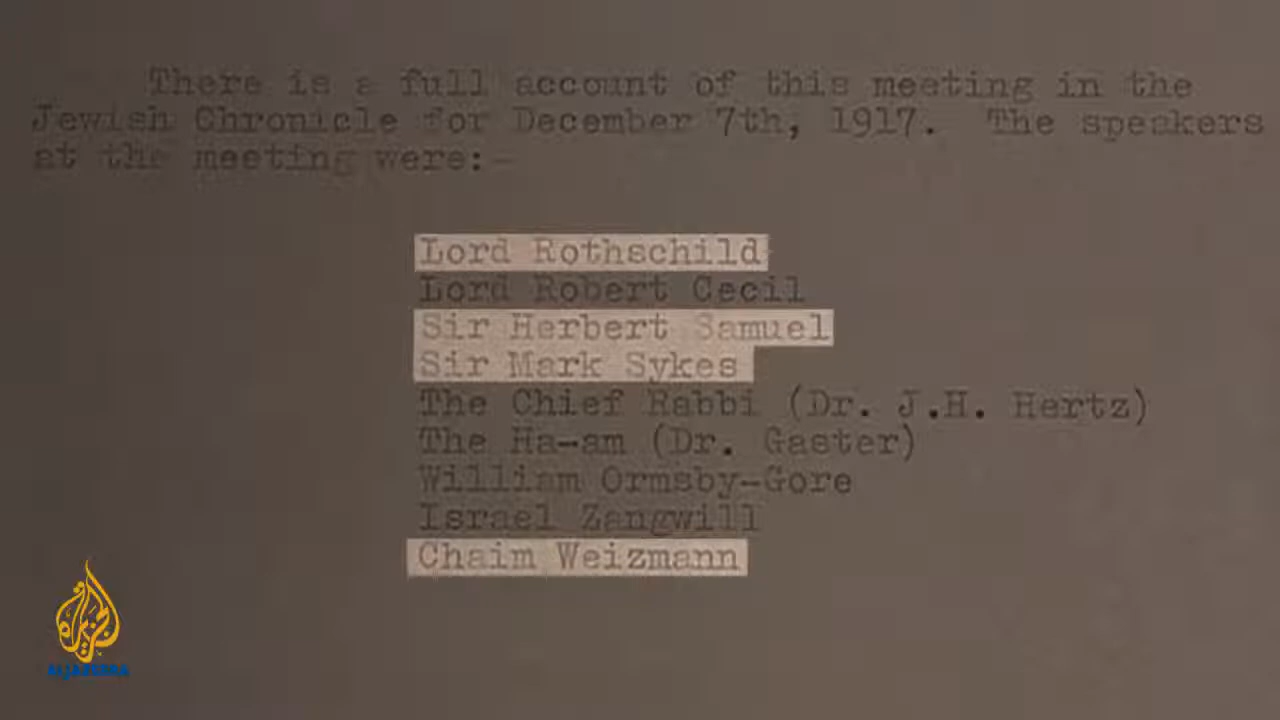 There is a full account of this meeting in the
Jewish Chronicle for December 7th, 1917. The speakers
at the meeting were:-
Lord Rothschild
Lord Robert Cecil
Sir Herbert Samuel
Sir Mark Sykes
The Chief Rabbi (Dr. J.H. Hertz)
The Ha-am (Dr. Gaster)
William Ormsby-Gore
Israel Zangwill
Chaim Weizmann
الجزيرة
ALJAZEERA